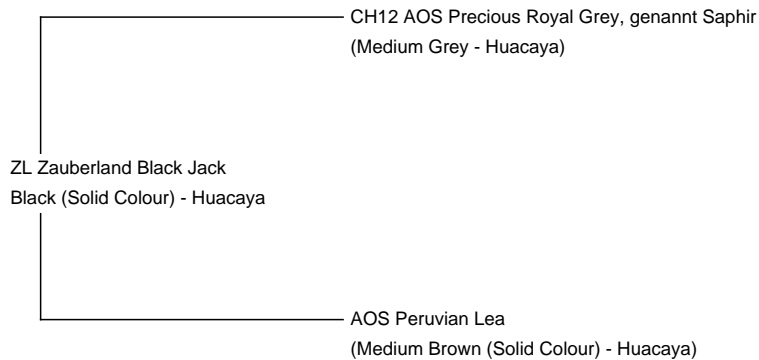 CH12 AOS Precious Royal Grey, genannt Saphir
(Medium Grey - Huacaya)
ZL Zauberland Black Jack
Black (Solid Colour) - Huacaya
AOS Peruvian Lea
(Medium Brown (Solid Colour) - Huacaya)